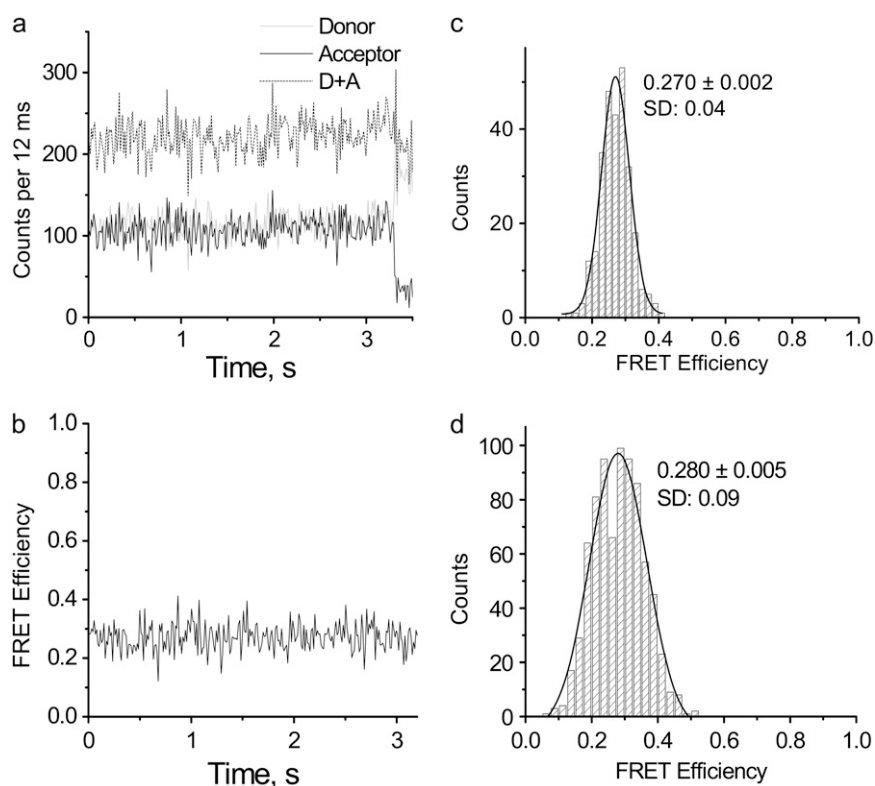 a
Donor
Acceptor
D+A
300
200
100
0
Counts per 12 ms
0
1
2
3
Time, s
b
1.0
0.8
0.6
0.4
0.2
0.0
FRET Efficiency
0
1
2
3
Time, s
c
0.270 ± 0.002
SD: 0.04
40
20
0
Counts
0.0
0.2
0.4
0.6
0.8
1.0
FRET Efficiency
d
0.280 ± 0.005
SD: 0.09
100
80
60
40
20
0
Counts
0.0
0.2
0.4
0.6
0.8
1.0
FRET Efficiency